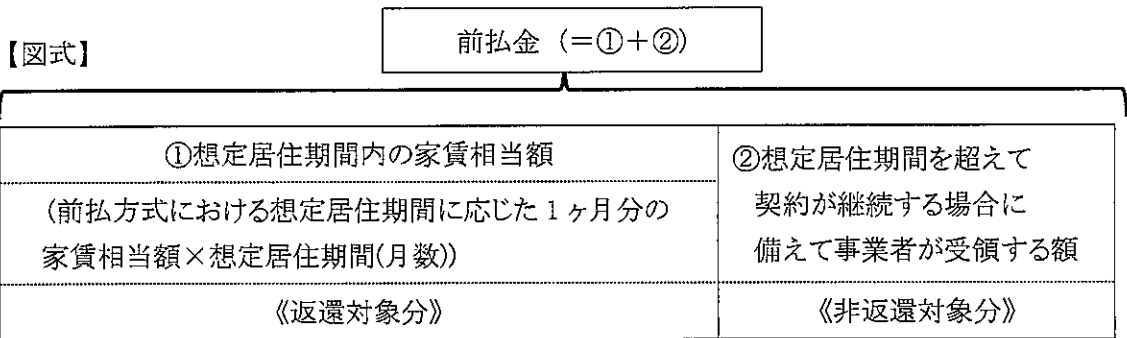 【図式】
前払金（=①+②）
①想定居住期間内の家賃相当額
(前払方式における想定居住期間に応じた1ヶ月分の
家賃相当額×想定居住期間(月数))
《返還対象分》
②想定居住期間を超えて
契約が継続する場合に
備えて事業者が受領する額
《非返還対象分》